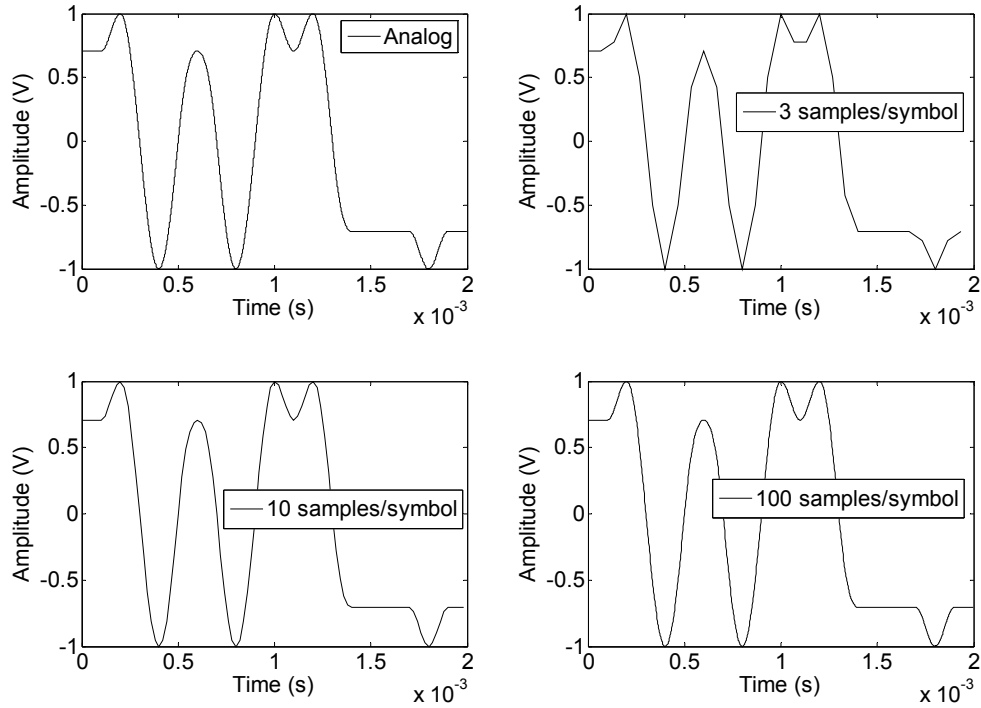 1
0.5
0
-0.5
-1
Amplitude (V)
Analog
0 0.5 1 1.5 2
Time (s)
x 10-3
1
0.5
0
-0.5
-1
Amplitude (V)
3 samples/symbol
0 0.5 1 1.5 2
Time (s)
x 10-3
1
0.5
0
-0.5
-1
Amplitude (V)
10 samples/symbol
0 0.5 1 1.5 2
Time (s)
x 10-3
1
0.5
0
-0.5
-1
Amplitude (V)
100 samples/symbol
0 0.5 1 1.5 2
Time (s)
x 10-3